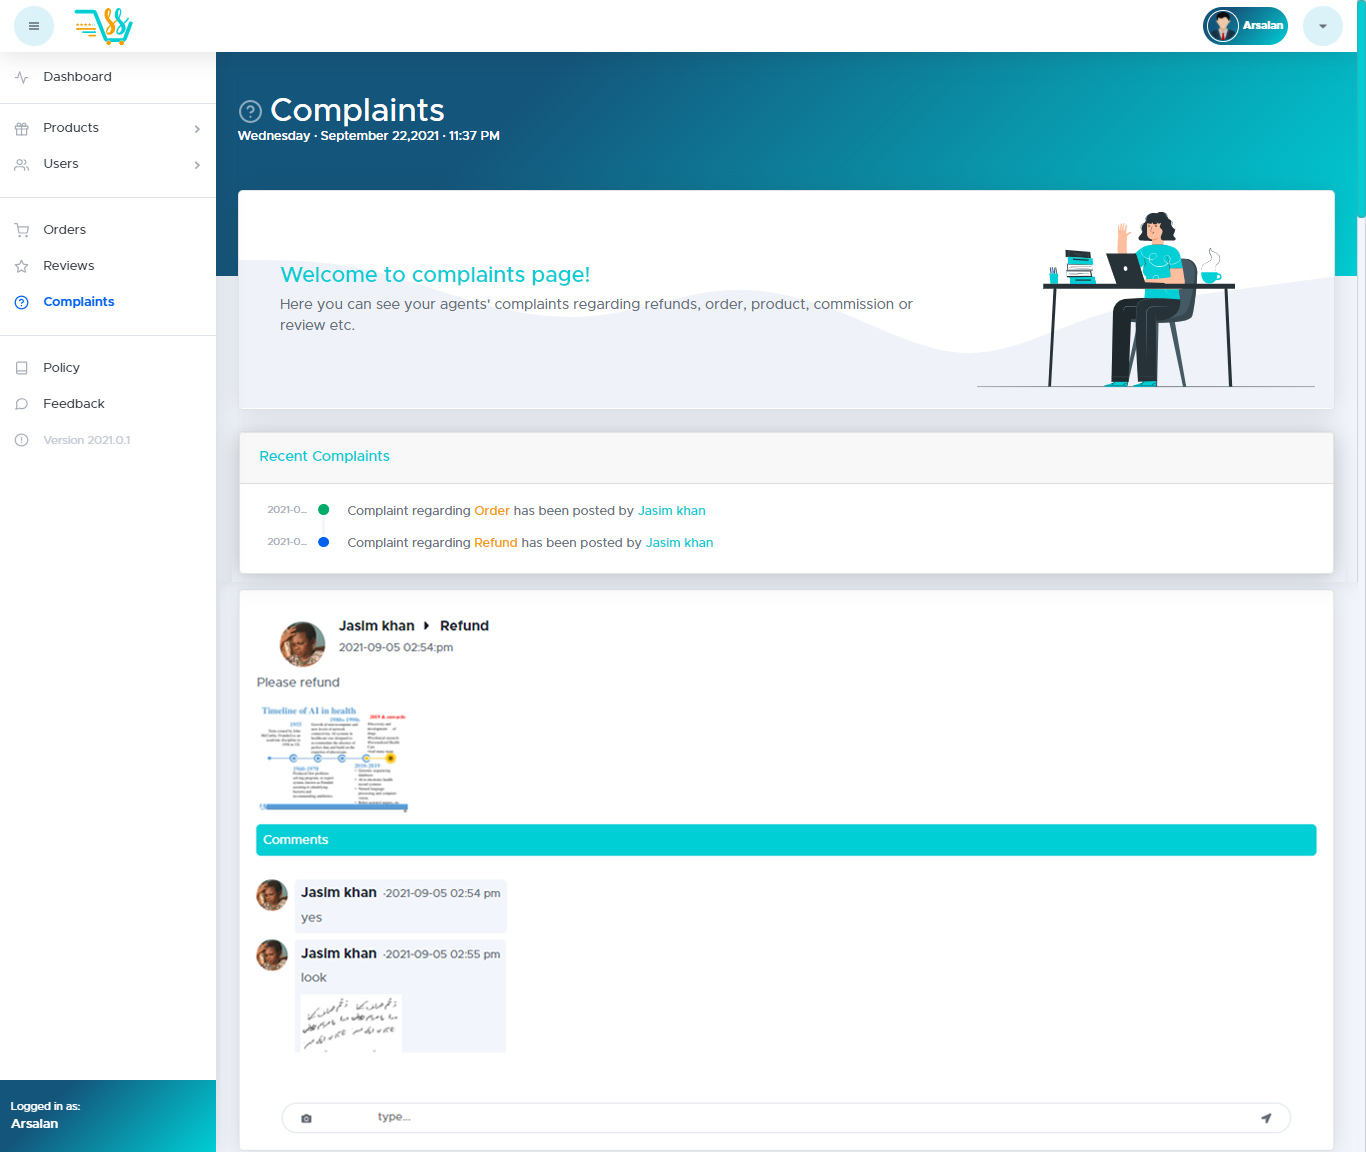 Arsalan
Dashboard
Products
Users
Orders
Reviews
Complaints
Policy
Feedback
Version 2021.0.1
Logged in as:
Arsalan
Complaints
Wednesday · September 22,2021 · 11:37 PM
Welcome to complaints page!
Here you can see your agents' complaints regarding refunds, order, product, commission or
review etc.
Recent Complaints
2021-0... Complaint regarding Order has been posted by Jasim khan
2021-0... Complaint regarding Refund has been posted by Jasim khan
Jasim khan Refund
2021-09-05 02:54:pm
Please refund
Timeline of AI in health
Comments
Jasim khan ·2021-09-05 02:54 pm
yes
Jasim khan ·2021-09-05 02:55 pm
look
type...